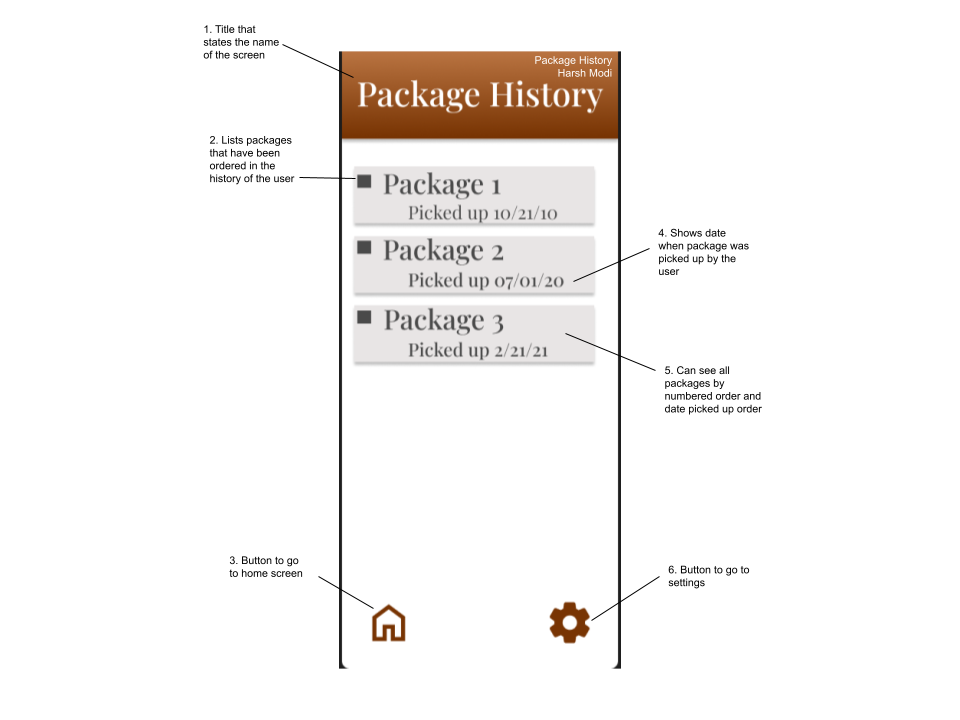 1. Title that
states the name
of the screen
Package History
Harsh Modi
Package History
2. Lists packages
that have been
ordered in the
history of the user
Package 1
Picked up 10/21/10
Package 2
Picked up 07/01/20
Package 3
Picked up 2/21/21
4. Shows date
when package was
picked up by the
user
5. Can see all
packages by
numbered order and
date picked up order
3. Button to go
to home screen
6. Button to go to
settings